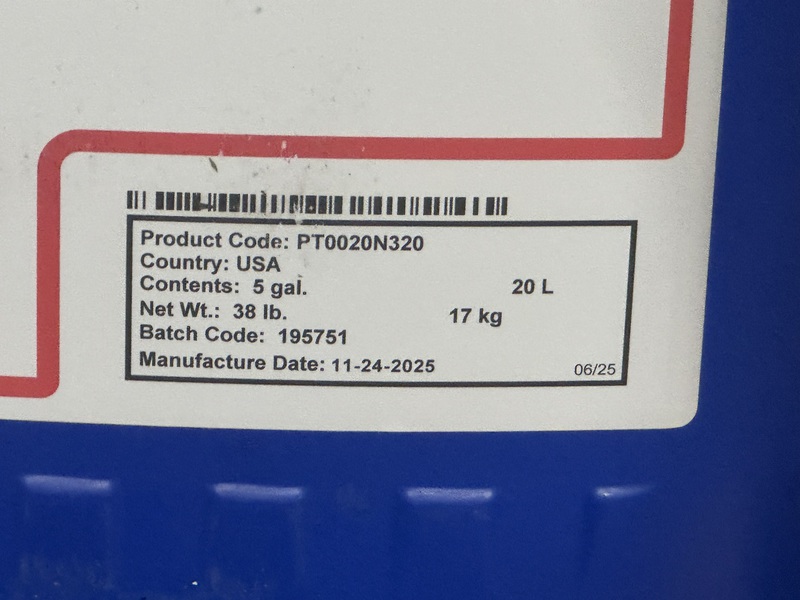 Product Code: PT0020N320
Country: USA
Contents: 5 gal. 20 L
Net Wt.: 38 lb. 17 kg
Batch Code: 195751
Manufacture Date: 11-24-2025 06/25